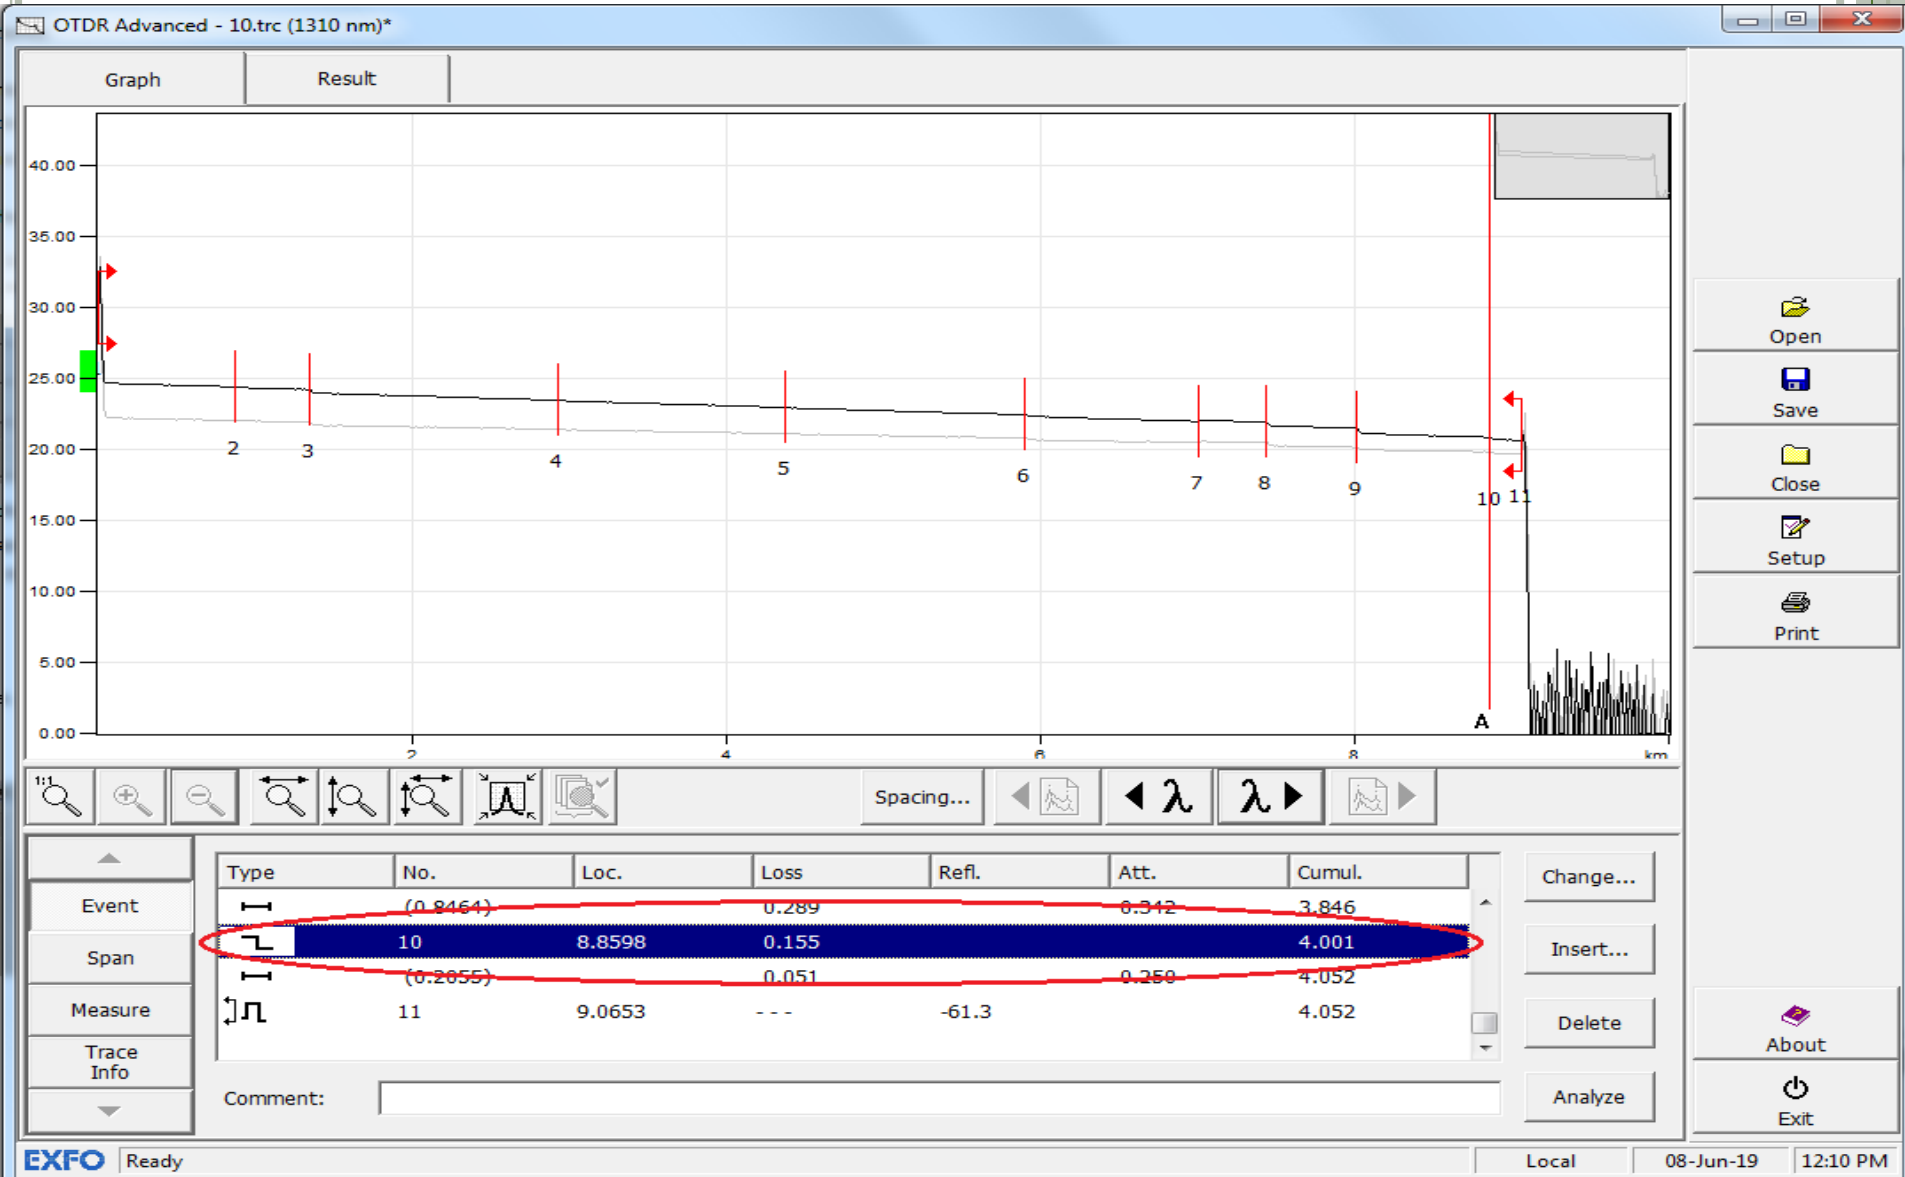 OTDR Advanced - 10.trc (1310 nm)*
Graph Result
40.00
35.00
30.00
25.00
20.00
15.00
10.00
5.00
0.00
2 3 4 5 6 7 8 9 10 11
A
2 4 6 8 km
Open
Save
Close
Setup
Print
1:1
Spacing...
λ λ
Event
Span
Measure
Trace
Info
Type No. Loc. Loss Refl. Att. Cumul.
(0.8464) 0.289 0.342 3.846
10 8.8598 0.155 4.001
(0.2055) 0.051 0.250 4.052
11 9.0653 --- -61.3 4.052
Comment:
Change...
Insert...
Delete
Analyze
About
Exit
EXFO Ready Local 08-Jun-19 12:10 PM